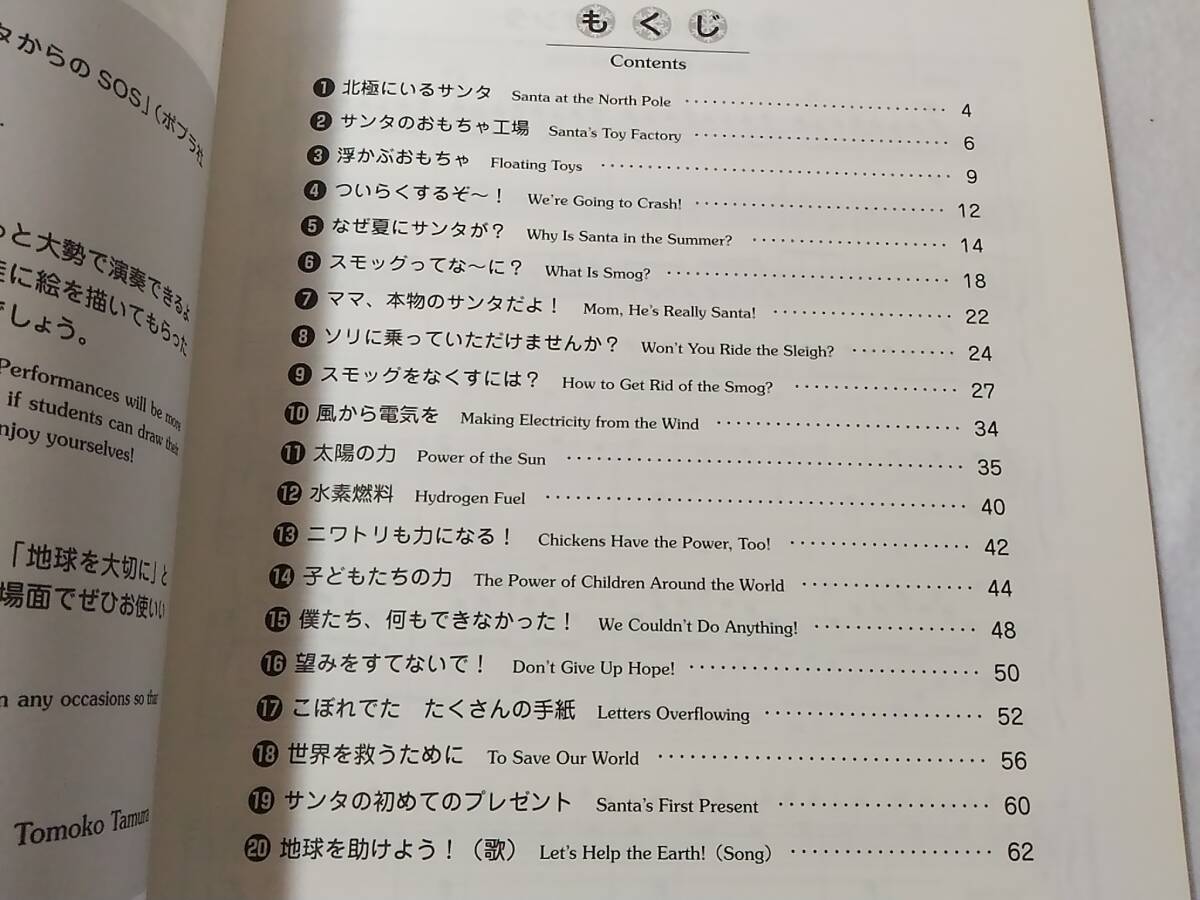 タからの SOS」(ポプラ社
っと大勢で演奏できるよ
に絵を描いてもらった
でしょう。
Performances will be more
if students can draw their
njoy yourselves!
「地球を大切に」と
場面でぜひお使いい
n any occasions so that
Tomoko Tamura
もくじ
Contents
❶ 北極にいるサンタ Santa at the North Pole ････････････････････････････ 4
❷ サンタのおもちゃ工場 Santa's Toy Factory ････････････････････････････ 6
❸ 浮かぶおもちゃ Floating Toys ････････････････････････････････････ 9
❹ ついらくするぞ〜！ We're Going to Crash! ････････････････････････････ 12
❺ なぜ夏にサンタが？ Why Is Santa in the Summer? ･･････････････････････ 14
❻ スモッグってな〜に？ What Is Smog? ･･････････････････････････････ 18
❼ ママ、本物のサンタだよ！ Mom, He's Really Santa! ････････････････････ 22
❽ ソリに乗っていただけませんか？ Won't You Ride the Sleigh? ･･･････････ 24
❾ スモッグをなくすには？ How to Get Rid of the Smog? ･････････････････ 27
❿ 風から電気を Making Electricity from the Wind ･････････････････････････ 34
⓫ 太陽の力 Power of the Sun ･･････････････････････････････････････ 35
⓬ 水素燃料 Hydrogen Fuel ････････････････････････････････････････ 40
⓭ ニワトリも力になる！ Chickens Have the Power, Too! ･･････････････････ 42
⓮ 子どもたちの力 The Power of Children Around the World ････････････････ 44
⓯ 僕たち、何もできなかった！ We Couldn't Do Anything! ････････････････ 48
⓰ 望みをすてないで！ Don't Give Up Hope! ･･････････････････････････ 50
⓱ こぼれでた　たくさんの手紙 Letters Overflowing ･････････････････････ 52
⓲ 世界を救うために To Save Our World ･･･････････････････････････････ 56
⓳ サンタの初めてのプレゼント Santa's First Present ････････････････････ 60
⓴ 地球を助けよう！（歌） Let's Help the Earth!（Song） ･･･････････････････ 62